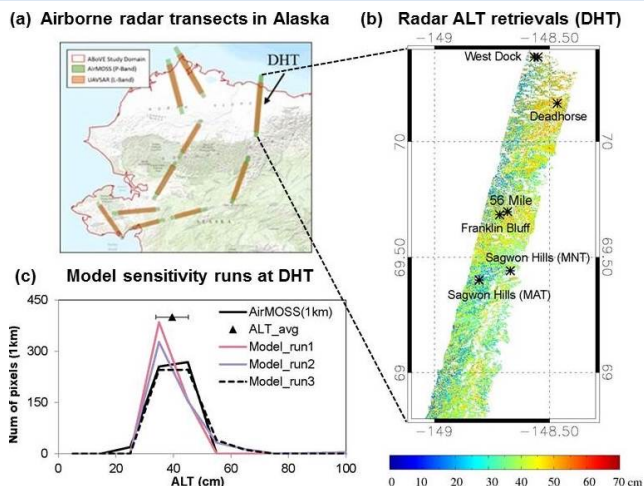 (a) Airborne radar transects in Alaska
ABoVE Study Domain
AirMOSS (P-Band)
UAVSAR (L-Band)
DHT
ALASKA
(b) Radar ALT retrievals (DHT)
−149
−148.50
West Dock
Deadhorse
70
70
56 Mile
Franklin Bluff
69.50
69.50
Sagwon Hills (MNT)
Sagwon Hills (MAT)
69
69
−149
−148.50
0 10 20 30 40 50 60 70 cm
(c) Model sensitivity runs at DHT
450
300
150
0
Num of pixels (1km)
AirMOSS(1km)
ALT_avg
Model_run1
Model_run2
Model_run3
0 20 40 60 80 100
ALT (cm)